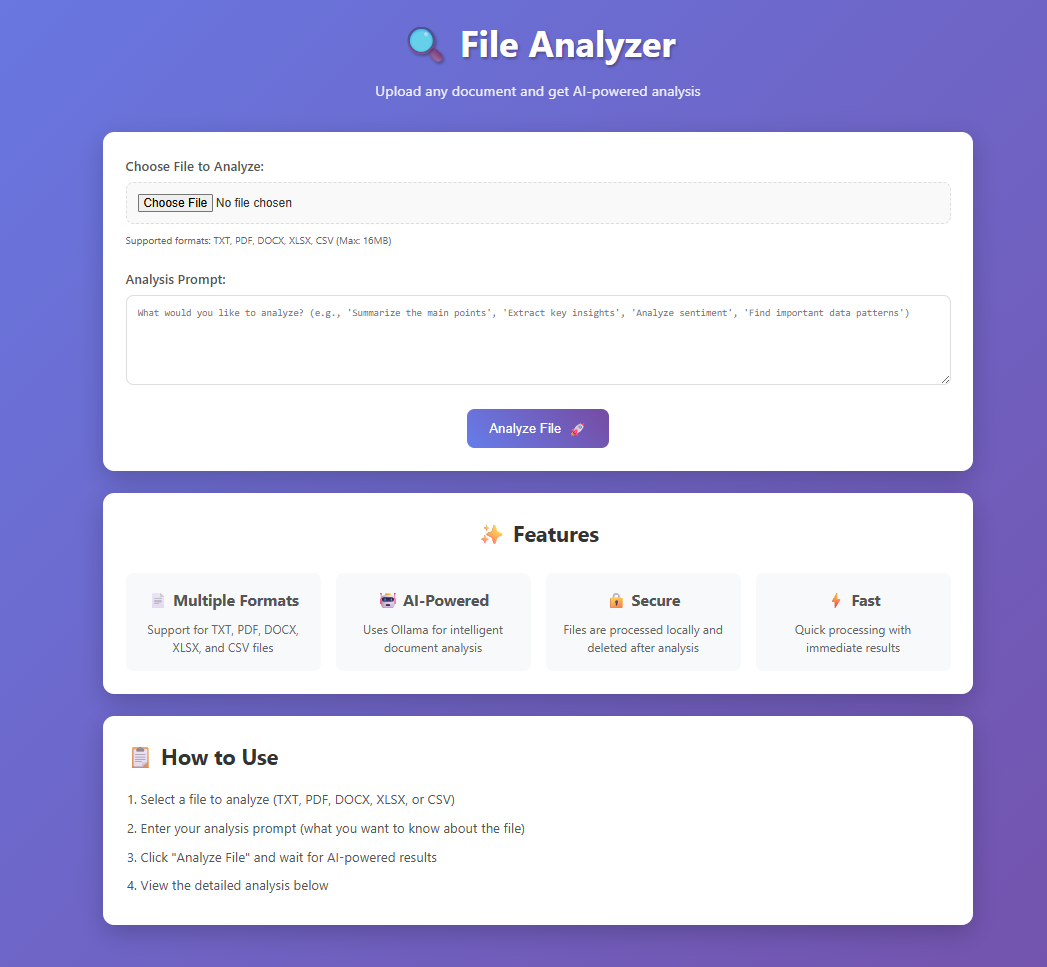 File Analyzer
Upload any document and get AI-powered analysis
Choose File to Analyze:
Choose File No file chosen
Supported formats: TXT, PDF, DOCX, XLSX, CSV (Max: 16MB)
Analysis Prompt:
What would you like to analyze? (e.g., 'Summarize the main points', 'Extract key insights', 'Analyze sentiment', 'Find important data patterns')
Analyze File
Features
Multiple Formats
Support for TXT, PDF, DOCX,
XLSX, and CSV files
AI-Powered
Uses Ollama for intelligent
document analysis
Secure
Files are processed locally and
deleted after analysis
Fast
Quick processing with
immediate results
How to Use
1. Select a file to analyze (TXT, PDF, DOCX, XLSX, or CSV)
2. Enter your analysis prompt (what you want to know about the file)
3. Click "Analyze File" and wait for AI-powered results
4. View the detailed analysis below